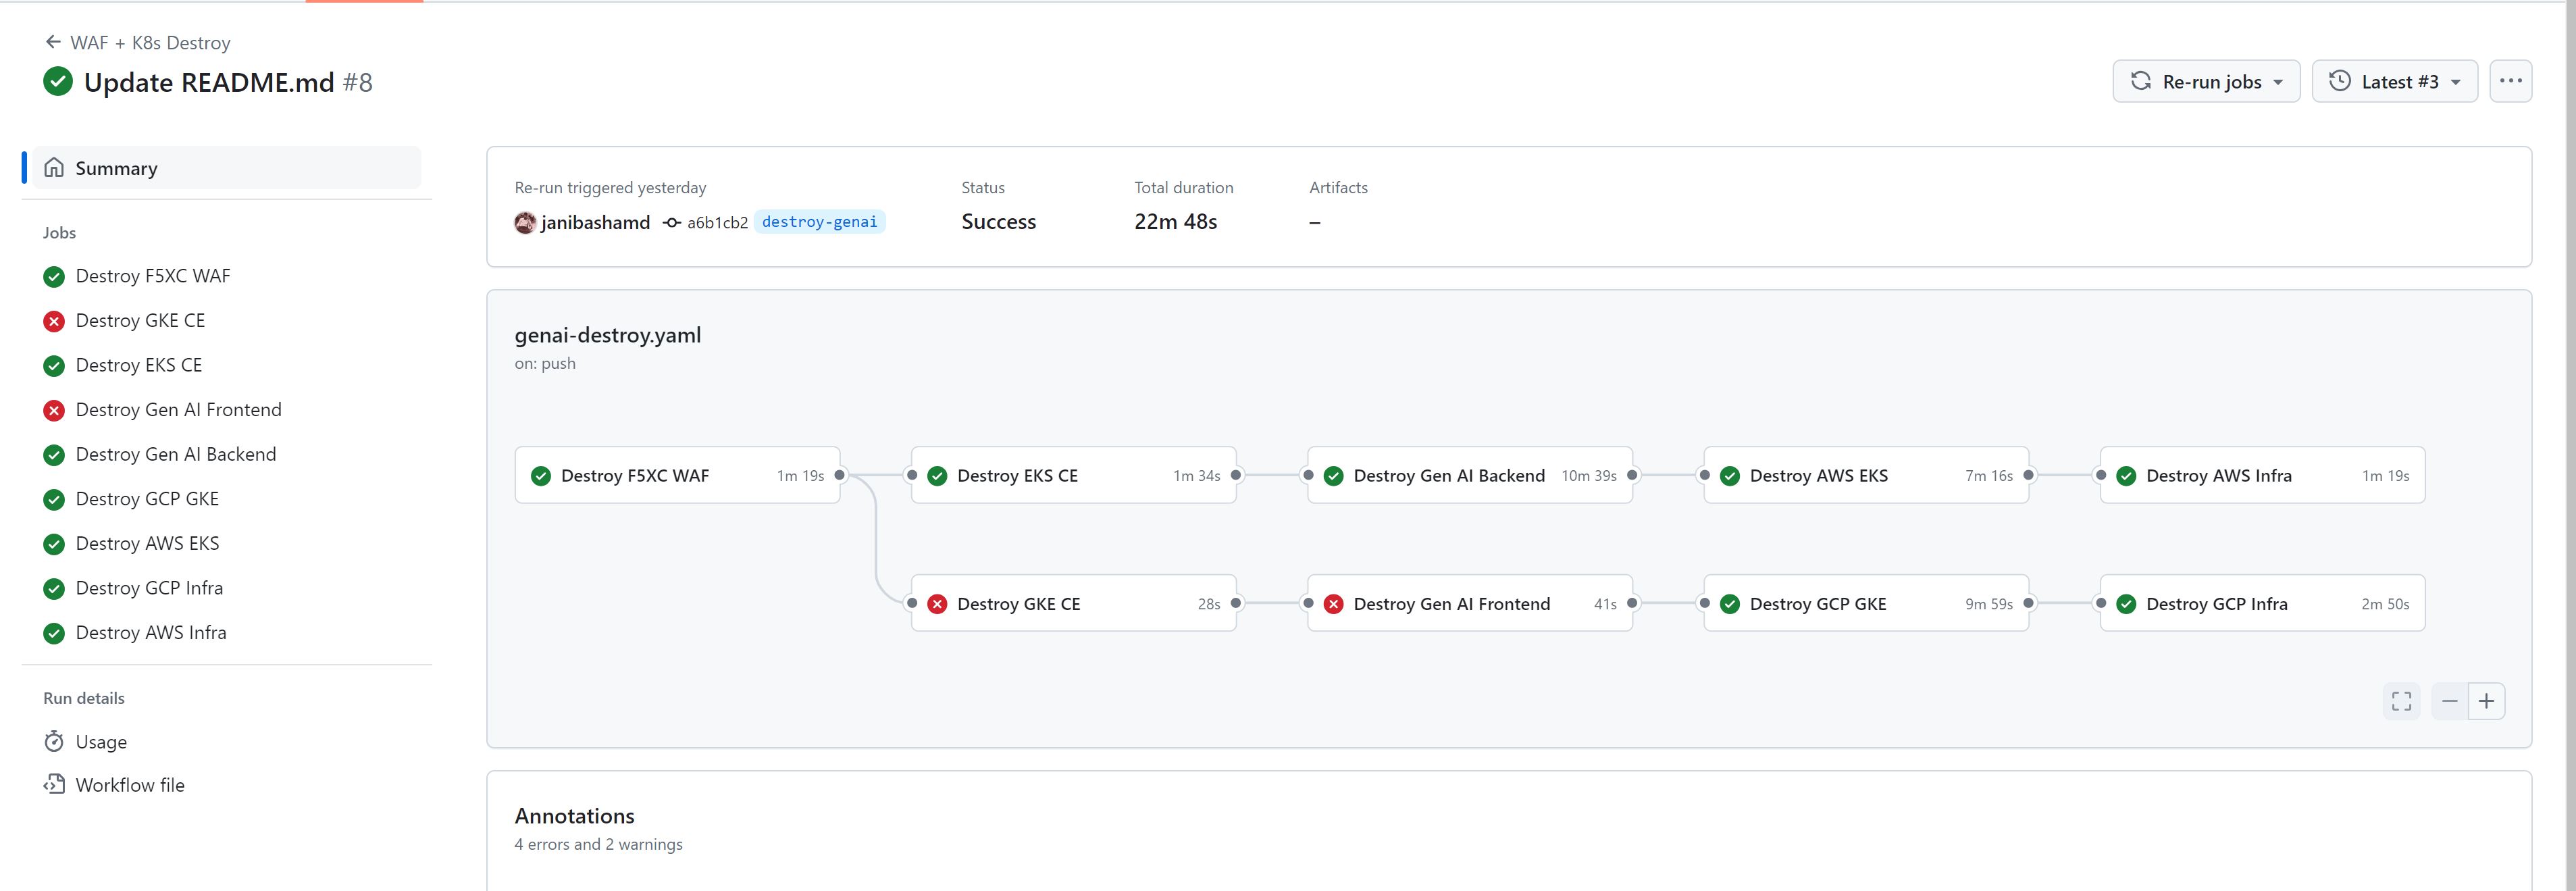 WAF + K8s Destroy
Update README.md #8
Re-run jobs
Latest #3
Summary
Jobs
Destroy F5XC WAF
Destroy GKE CE
Destroy EKS CE
Destroy Gen AI Frontend
Destroy Gen AI Backend
Destroy GCP GKE
Destroy AWS EKS
Destroy GCP Infra
Destroy AWS Infra
Run details
Usage
Workflow file
Re-run triggered yesterday
janibashamd a6b1cb2 destroy-genai
Status
Success
Total duration
22m 48s
Artifacts
–
genai-destroy.yaml
on: push
Destroy F5XC WAF 1m 19s
Destroy EKS CE 1m 34s
Destroy Gen AI Backend 10m 39s
Destroy AWS EKS 7m 16s
Destroy AWS Infra 1m 19s
Destroy GKE CE 28s
Destroy Gen AI Frontend 41s
Destroy GCP GKE 9m 59s
Destroy GCP Infra 2m 50s
Annotations
4 errors and 2 warnings